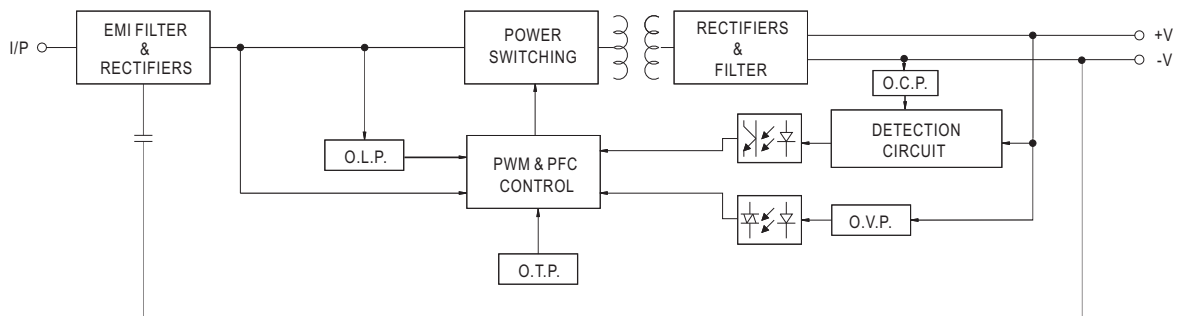 I/P
EMI FILTER
&
RECTIFIERS
POWER
SWITCHING
RECTIFIERS
&
FILTER
+V
-V
O.C.P.
DETECTION
CIRCUIT
O.L.P.
PWM & PFC
CONTROL
O.V.P.
O.T.P.